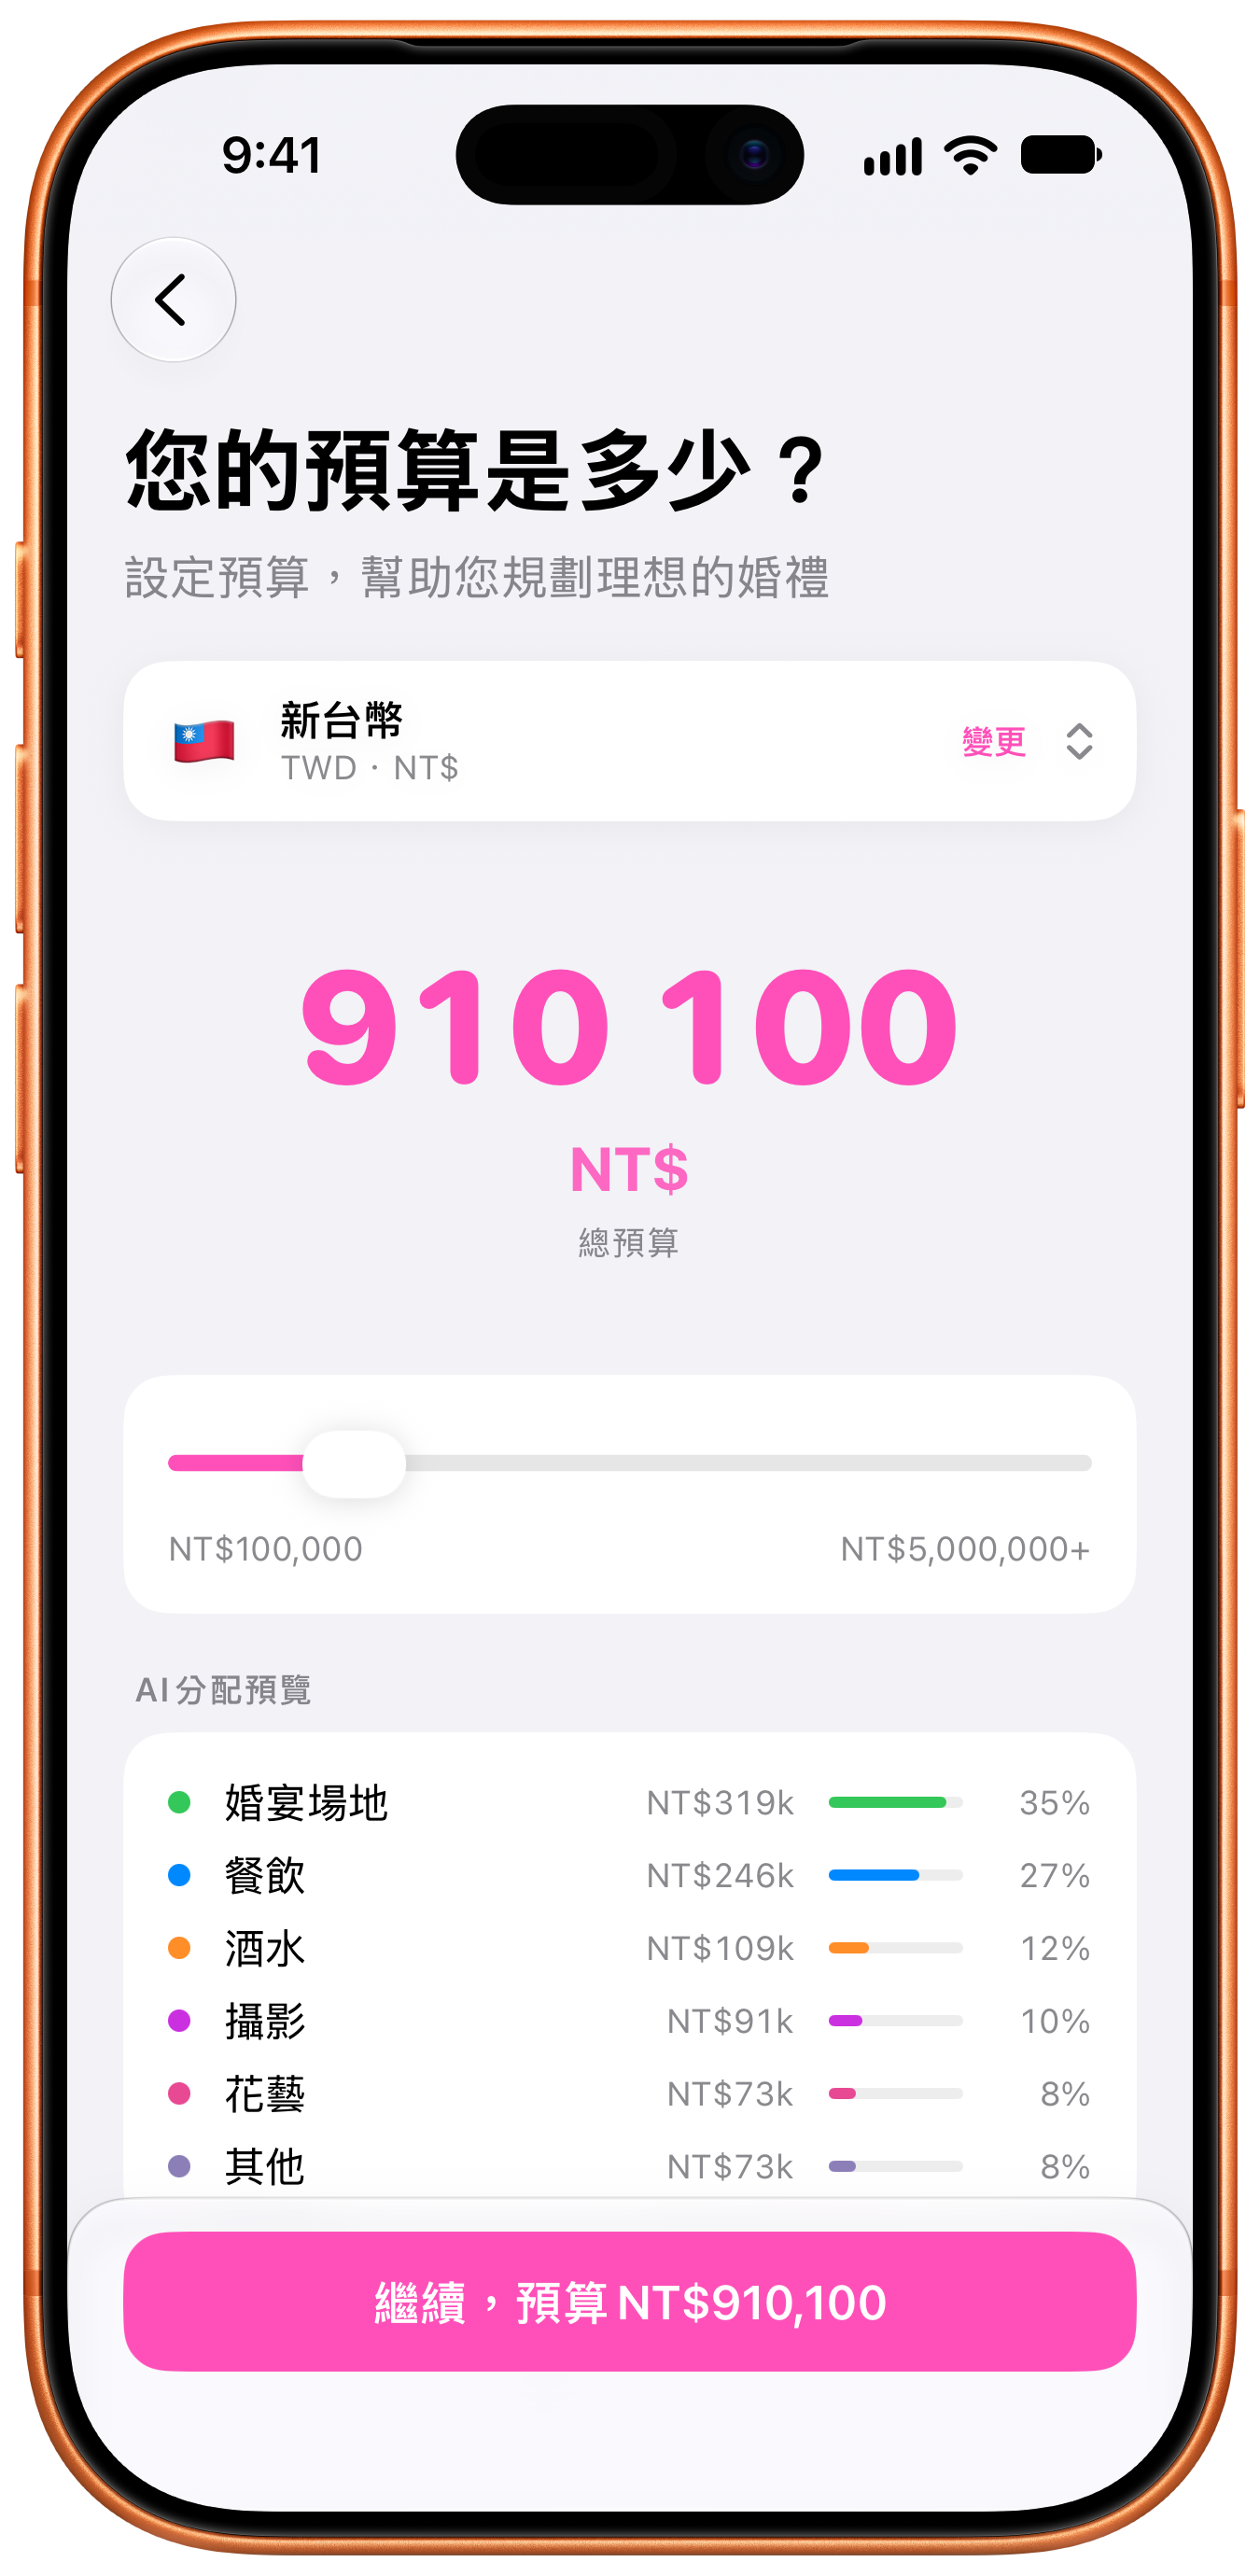 9:41
您的預算是多少？
設定預算，幫助您規劃理想的婚禮
新台幣
TWD · NT$
變更
910 100
NT$
總預算
NT$100,000
NT$5,000,000+
AI分配預覽
婚宴場地 NT$319k 35%
餐飲 NT$246k 27%
酒水 NT$109k 12%
攝影 NT$91k 10%
花藝 NT$73k 8%
其他 NT$73k 8%
繼續，預算NT$910,100